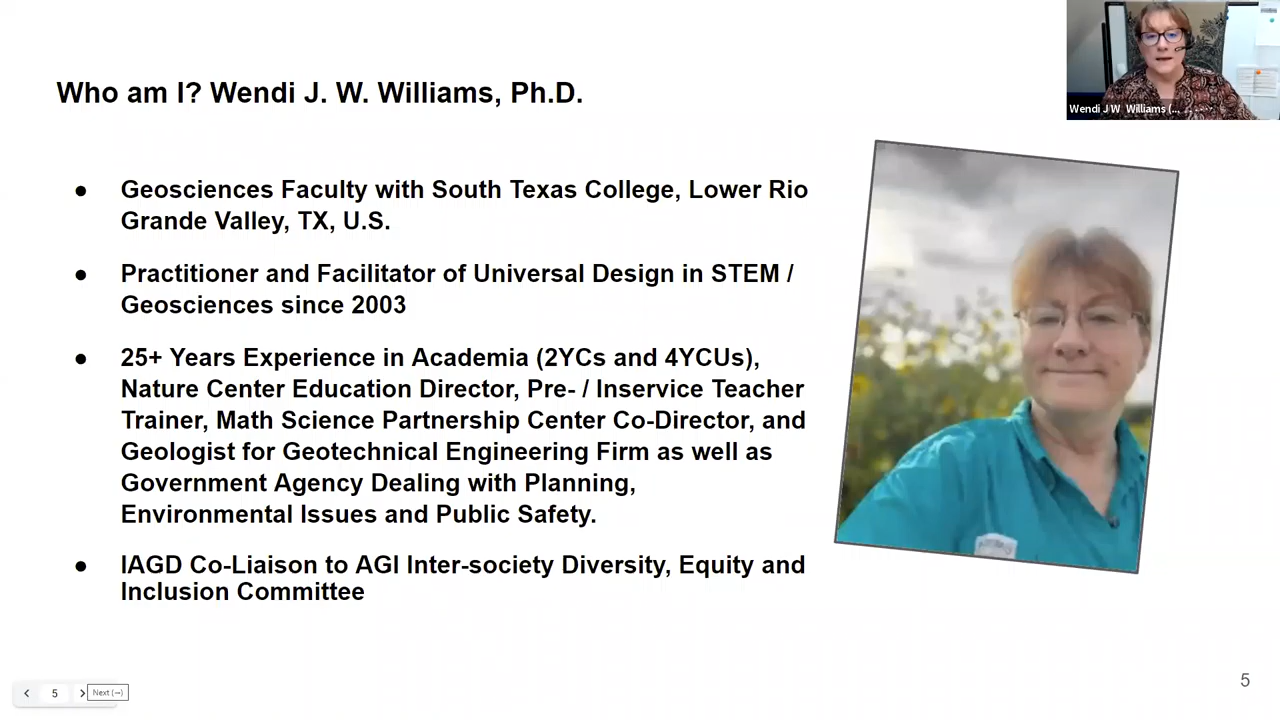 Who am I? Wendi J. W. Williams, Ph.D.
Wendi J W Williams (...
● Geosciences Faculty with South Texas College, Lower Rio
Grande Valley, TX, U.S.
● Practitioner and Facilitator of Universal Design in STEM /
Geosciences since 2003
● 25+ Years Experience in Academia (2YCs and 4YCUs),
Nature Center Education Director, Pre- / Inservice Teacher
Trainer, Math Science Partnership Center Co-Director, and
Geologist for Geotechnical Engineering Firm as well as
Government Agency Dealing with Planning,
Environmental Issues and Public Safety.
● IAGD Co-Liaison to AGI Inter-society Diversity, Equity and
Inclusion Committee
5
Next (→)
5